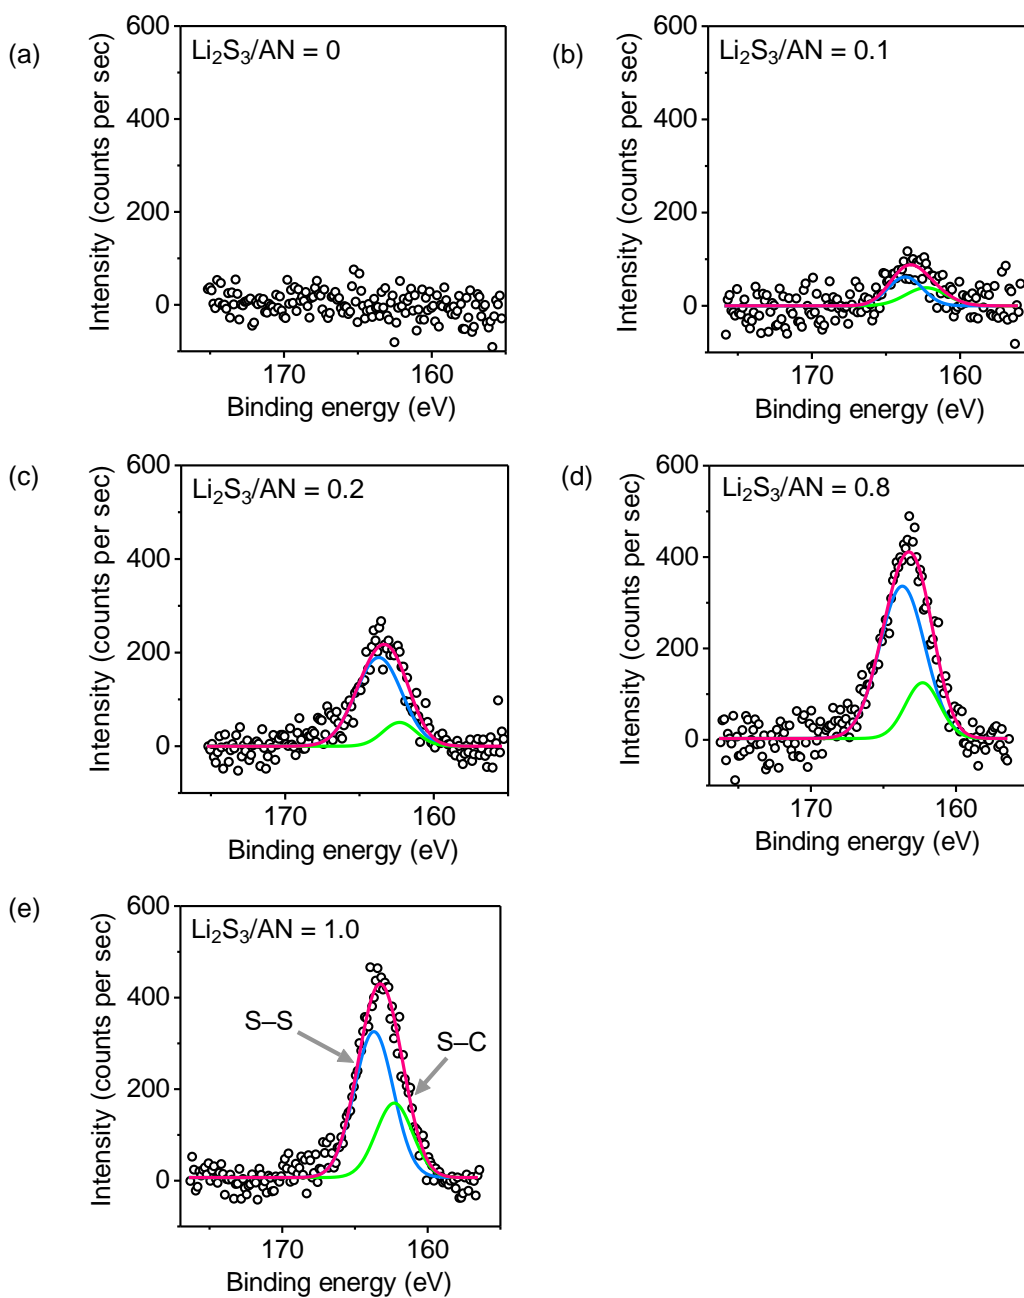 (a)
Li₂S₃/AN = 0
600
400
200
0
170
160
Intensity (counts per sec)
Binding energy (eV)
(b)
Li₂S₃/AN = 0.1
600
400
200
0
170
160
Intensity (counts per sec)
Binding energy (eV)
(c)
Li₂S₃/AN = 0.2
600
400
200
0
170
160
Intensity (counts per sec)
Binding energy (eV)
(d)
Li₂S₃/AN = 0.8
600
400
200
0
170
160
Intensity (counts per sec)
Binding energy (eV)
(e)
Li₂S₃/AN = 1.0
600
400
200
0
S–S
S–C
170
160
Intensity (counts per sec)
Binding energy (eV)